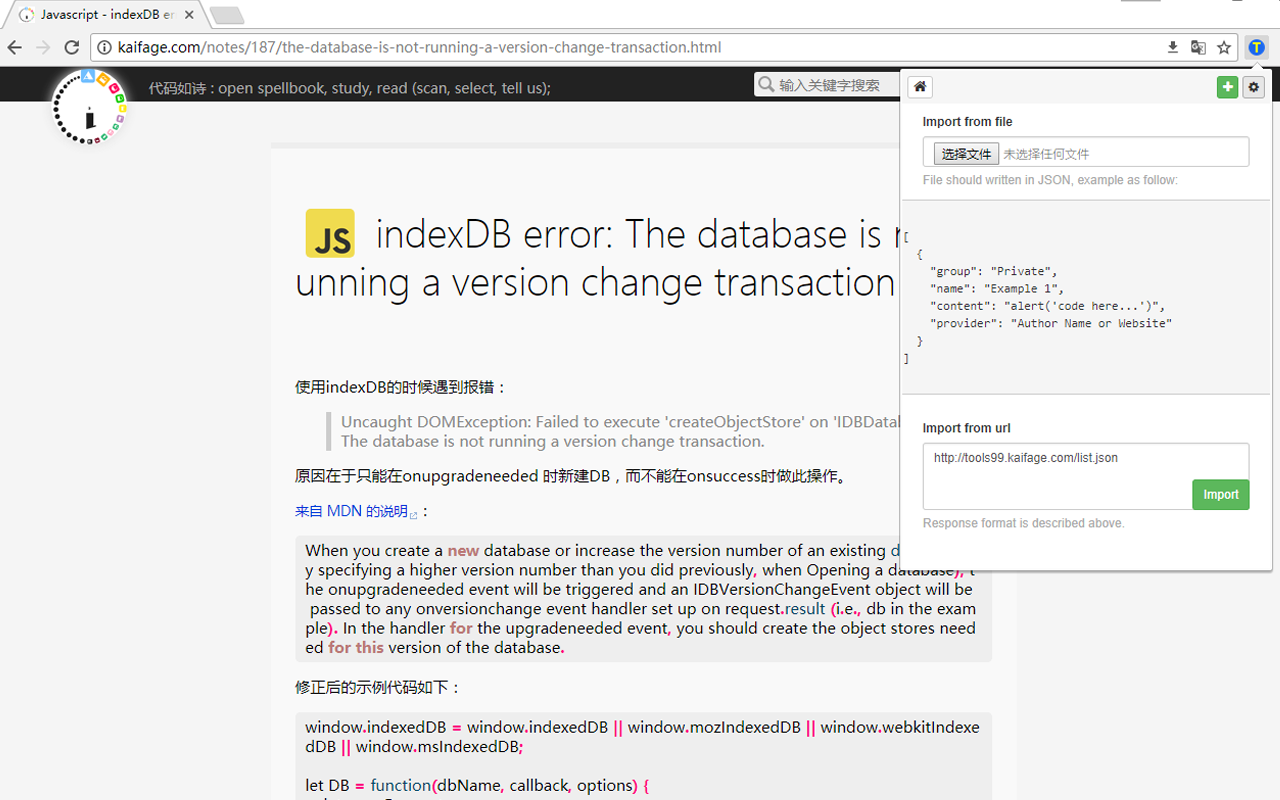 Javascript - indexDB er
kaifage.com/notes/187/the-database-is-not-running-a-version-change-transaction.html
T
代码如诗 : open spellbook, study, read (scan, select, tell us);
输入关键字搜索
JS indexDB error: The database is
unning a version change transaction
使用indexDB的时候遇到报错：
Uncaught DOMException: Failed to execute 'createObjectStore' on 'IDBData
The database is not running a version change transaction.
原因在于只能在onupgradeneeded 时新建DB，而不能在onsuccess时做此操作。
来自 MDN 的说明：
When you create a new database or increase the version number of an existing
y specifying a higher version number than you did previously, when Opening a database), t
he onupgradeneeded event will be triggered and an IDBVersionChangeEvent object will be
passed to any onversionchange event handler set up on request.result (i.e., db in the exam
ple). In the handler for the upgradeneeded event, you should create the object stores need
ed for this version of the database.
修正后的示例代码如下：
window.indexedDB = window.indexedDB || window.mozIndexedDB || window.webkitIndexe
dDB || window.msIndexedDB;
let DB = function(dbName, callback, options) {
Import from file
选择文件 未选择任何文件
File should written in JSON, example as follow:
[
{
"group": "Private",
"name": "Example 1",
"content": "alert('code here...')",
"provider": "Author Name or Website"
}
]
Import from url
http://tools99.kaifage.com/list.json
Import
Response format is described above.